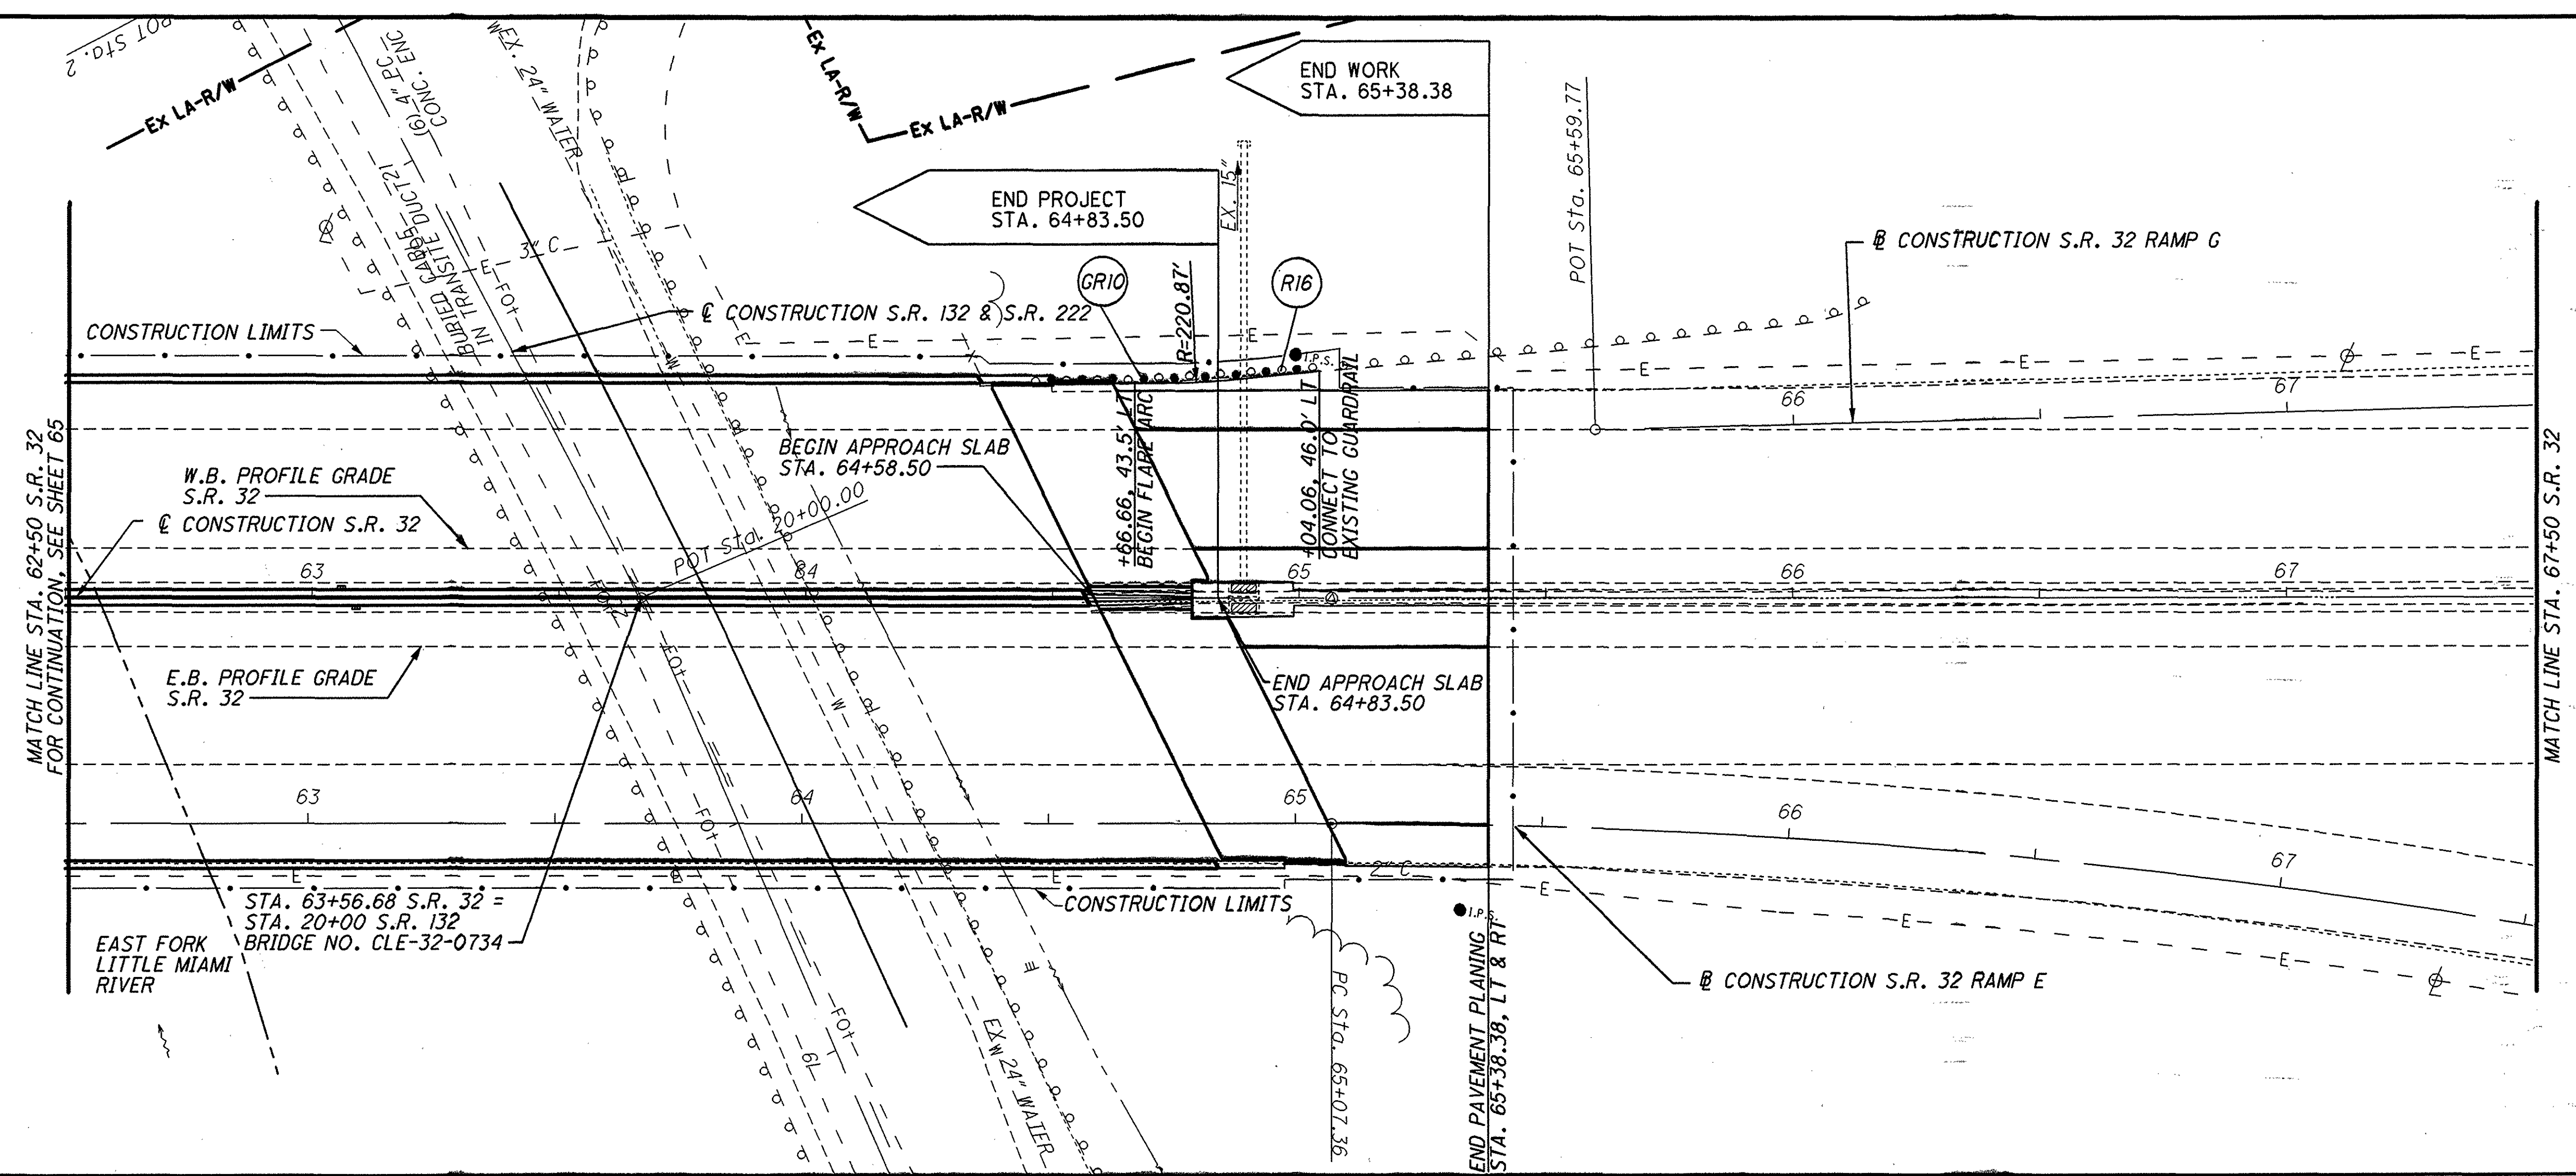 POT Sta. 2
Ex LA-R/W
(6) 4" PC
CONC. ENC
EX. 24" WATER
Ex LA-R/W
Ex LA-R/W
END WORK
STA. 65+38.38
END PROJECT
STA. 64+83.50
EX. 15"
POT Sta. 65+59.77
℄ CONSTRUCTION S.R. 32 RAMP G
BURIED CABLE
IN TRANSITE DUCT
21
3" C
E
FO+
GR10
R16
R=220.87'
℄ CONSTRUCTION S.R. 132 & S.R. 222
CONSTRUCTION LIMITS
E
E
E
I.P.S.
E
E
E
66
67
MATCH LINE STA. 62+50 S.R. 32
FOR CONTINUATION, SEE SHEET 65
W.B. PROFILE GRADE
S.R. 32
℄ CONSTRUCTION S.R. 32
BEGIN APPROACH SLAB
STA. 64+58.50
POT Sta. 20+00.00
+66.66, 43.5' LT
BEGIN FLARE ARC
+04.06, 46.0' LT
CONNECT TO
EXISTING GUARDRAIL
63
64
65
66
67
MATCH LINE STA. 67+50 S.R. 32
E.B. PROFILE GRADE
S.R. 32
FO+
W
END APPROACH SLAB
STA. 64+83.50
63
64
65
66
67
FO+
E
E
E
2" C
E
E
E
CONSTRUCTION LIMITS
STA. 63+56.68 S.R. 32 =
STA. 20+00 S.R. 132
BRIDGE NO. CLE-32-0734
EAST FORK
LITTLE MIAMI
RIVER
I.P.S.
℄ CONSTRUCTION S.R. 32 RAMP E
FO+
19
EX. 24" WATER
W
PC Sta. 65+07.36
END PAVEMENT PLANING
STA. 65+38.38, LT & RT